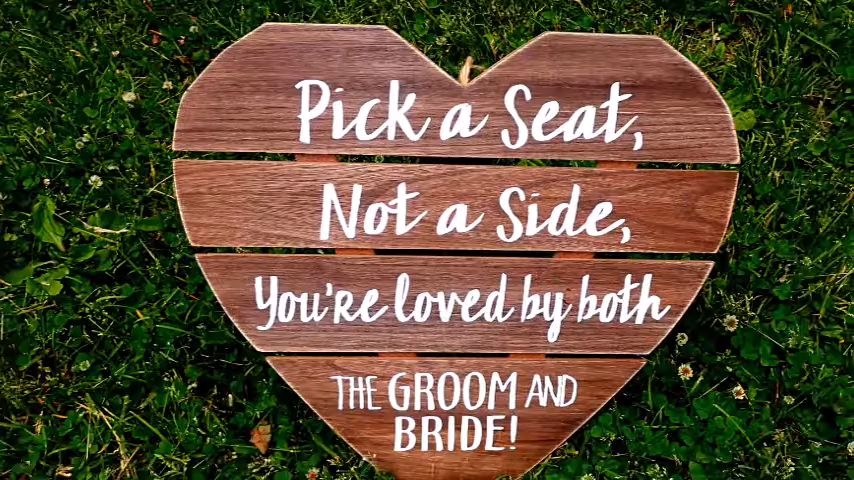 Pick a Seat,
Not a Side,
You're loved by both
THE GROOM AND
BRIDE!